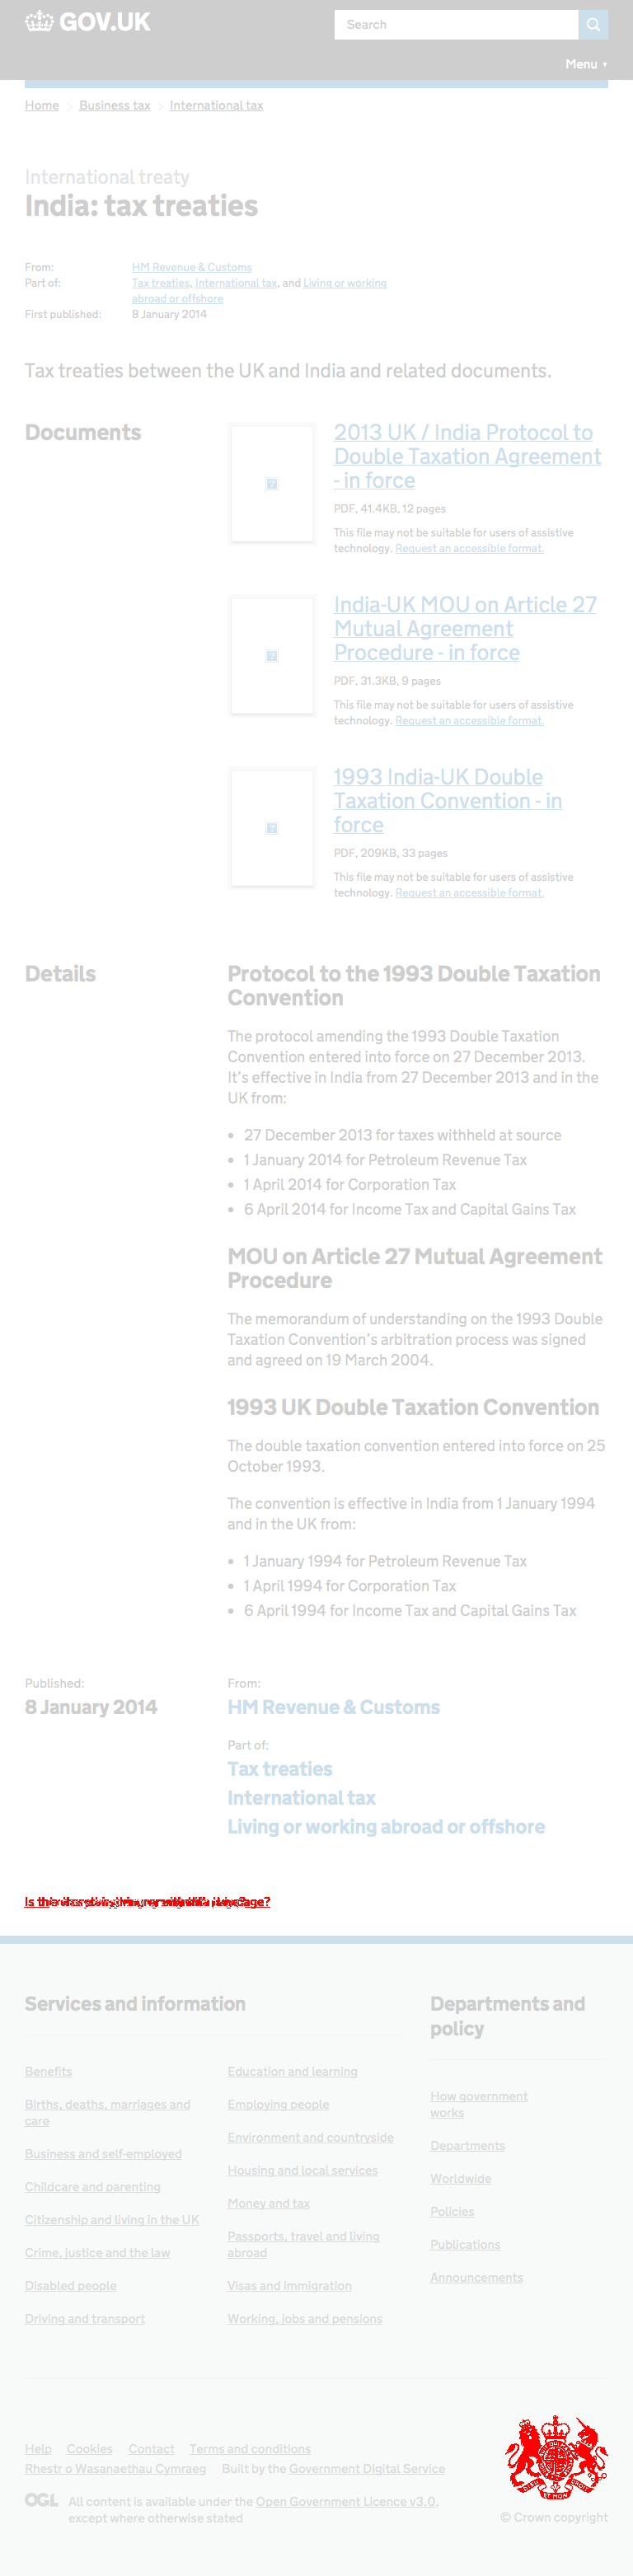 GOV.UK
Search
Menu ▼
Home
Business tax
International tax
International treaty
India: tax treaties
From: HM Revenue & Customs
Part of: Tax treaties, International tax, and Living or working
abroad or offshore
First published: 8 January 2014
Tax treaties between the UK and India and related documents.
Documents
2013 UK / India Protocol to
Double Taxation Agreement
- in force
PDF, 41.4KB, 12 pages
This file may not be suitable for users of assistive
technology. Request an accessible format.
India-UK MOU on Article 27
Mutual Agreement
Procedure - in force
PDF, 31.3KB, 9 pages
This file may not be suitable for users of assistive
technology. Request an accessible format.
1993 India-UK Double
Taxation Convention - in
force
PDF, 209KB, 33 pages
This file may not be suitable for users of assistive
technology. Request an accessible format.
Details
Protocol to the 1993 Double Taxation
Convention
The protocol amending the 1993 Double Taxation
Convention entered into force on 27 December 2013.
It's effective in India from 27 December 2013 and in the
UK from:
• 27 December 2013 for taxes withheld at source
• 1 January 2014 for Petroleum Revenue Tax
• 1 April 2014 for Corporation Tax
• 6 April 2014 for Income Tax and Capital Gains Tax
MOU on Article 27 Mutual Agreement
Procedure
The memorandum of understanding on the 1993 Double
Taxation Convention's arbitration process was signed
and agreed on 19 March 2004.
1993 UK Double Taxation Convention
The double taxation convention entered into force on 25
October 1993.
The convention is effective in India from 1 January 1994
and in the UK from:
• 1 January 1994 for Petroleum Revenue Tax
• 1 April 1994 for Corporation Tax
• 6 April 1994 for Income Tax and Capital Gains Tax
Published:
8 January 2014
From:
HM Revenue & Customs
Part of:
Tax treaties
International tax
Living or working abroad or offshore
Services and information
Benefits
Births, deaths, marriages and
care
Business and self-employed
Childcare and parenting
Citizenship and living in the UK
Crime, justice and the law
Disabled people
Driving and transport
Education and learning
Employing people
Environment and countryside
Housing and local services
Money and tax
Passports, travel and living
abroad
Visas and immigration
Working, jobs and pensions
Departments and
policy
How government
works
Departments
Worldwide
Policies
Publications
Announcements
Help Cookies Contact Terms and conditions
Rhestr o Wasanaethau Cymraeg Built by the Government Digital Service
OGL All content is available under the Open Government Licence v3.0,
except where otherwise stated
© Crown copyright